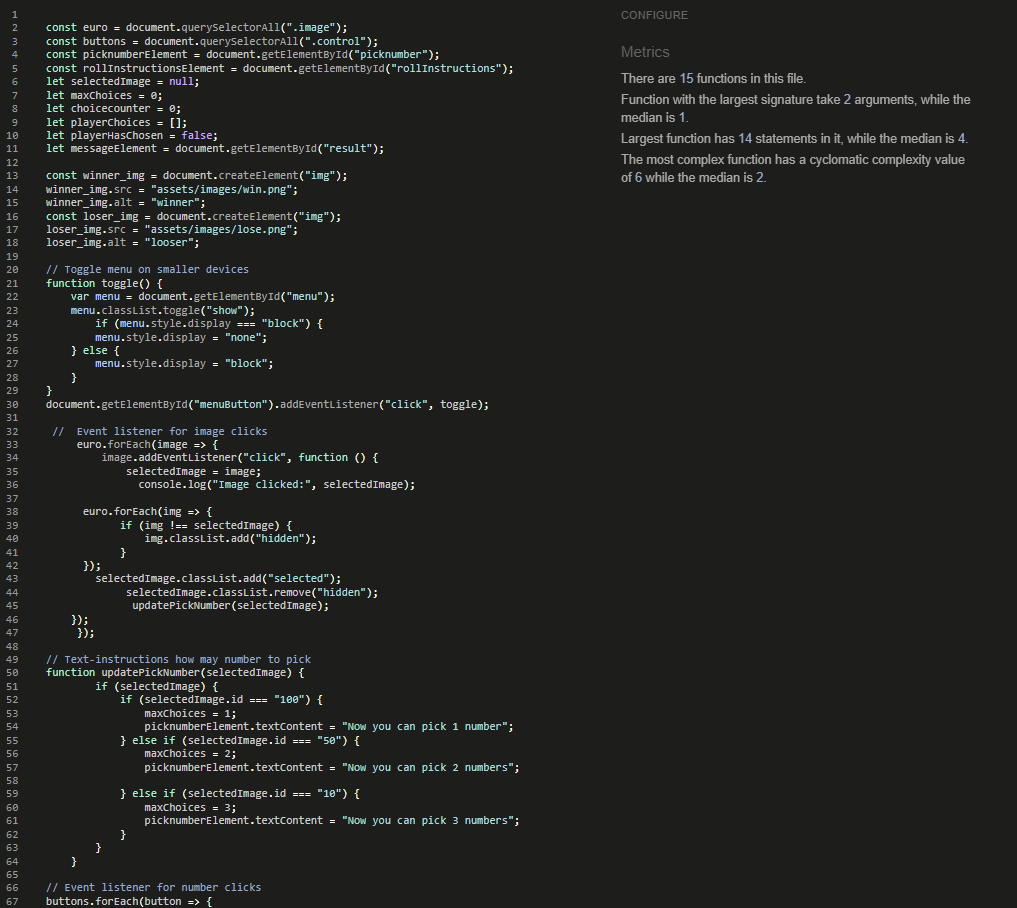 1
2 const euro = document.querySelectorAll(".image");
3 const buttons = document.querySelectorAll(".control");
4 const picknumberElement = document.getElementById("picknumber");
5 const rollInstructionsElement = document.getElementById("rollInstructions");
6 let selectedImage = null;
7 let maxChoices = 0;
8 let choicecounter = 0;
9 let playerChoices = [];
10 let playerHasChosen = false;
11 let messageElement = document.getElementById("result");
12
13 const winner_img = document.createElement("img");
14 winner_img.src = "assets/images/win.png";
15 winner_img.alt = "winner";
16 const loser_img = document.createElement("img");
17 loser_img.src = "assets/images/lose.png";
18 loser_img.alt = "looser";
19
20 // Toggle menu on smaller devices
21 function toggle() {
22     var menu = document.getElementById("menu");
23     menu.classList.toggle("show");
24         if (menu.style.display === "block") {
25         menu.style.display = "none";
26     } else {
27         menu.style.display = "block";
28     }
29 }
30 document.getElementById("menuButton").addEventListener("click", toggle);
31
32  //  Event listener for image clicks
33      euro.forEach(image => {
34          image.addEventListener("click", function () {
35              selectedImage = image;
36                console.log("Image clicked:", selectedImage);
37
38       euro.forEach(img => {
39             if (img !== selectedImage) {
40                 img.classList.add("hidden");
41             }
42       });
43         selectedImage.classList.add("selected");
44              selectedImage.classList.remove("hidden");
45               updatePickNumber(selectedImage);
46     });
47      });
48
49 // Text-instructions how may number to pick
50 function updatePickNumber(selectedImage) {
51         if (selectedImage) {
52             if (selectedImage.id === "100") {
53                 maxChoices = 1;
54                 picknumberElement.textContent = "Now you can pick 1 number";
55             } else if (selectedImage.id === "50") {
56                 maxChoices = 2;
57                 picknumberElement.textContent = "Now you can pick 2 numbers";
58
59             } else if (selectedImage.id === "10") {
60                 maxChoices = 3;
61                 picknumberElement.textContent = "Now you can pick 3 numbers";
62             }
63         }
64     }
65
66 // Event listener for number clicks
67 buttons.forEach(button => {
CONFIGURE
Metrics
There are 15 functions in this file.
Function with the largest signature take 2 arguments, while the
median is 1.
Largest function has 14 statements in it, while the median is 4.
The most complex function has a cyclomatic complexity value
of 6 while the median is 2.